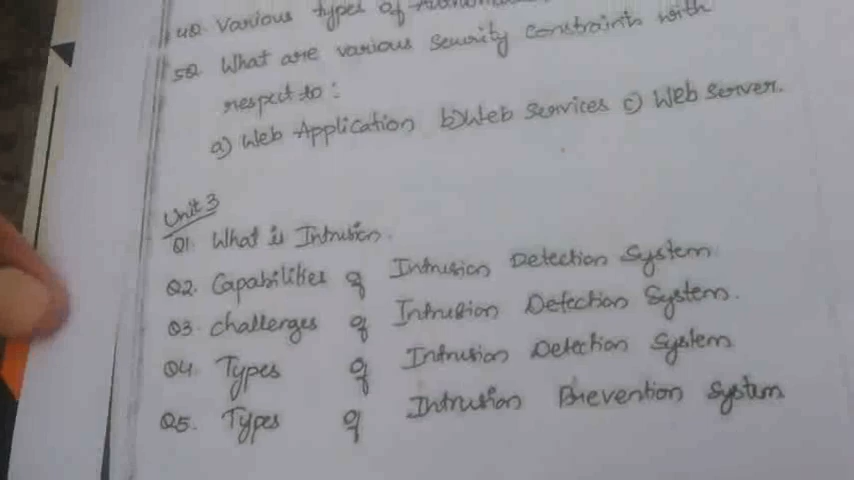 4Q. Various types of
5Q. What are various security constraints with
respect to:
a) Web Application b) Web Services c) Web Server.
Unit 3
Q1. What is Intrusion.
Q2. Capabilities of Intrusion Detection System
Q3. challenges of Intrusion Detection System.
Q4. Types of Intrusion Detection System
Q5. Types of Intrusion Prevention System